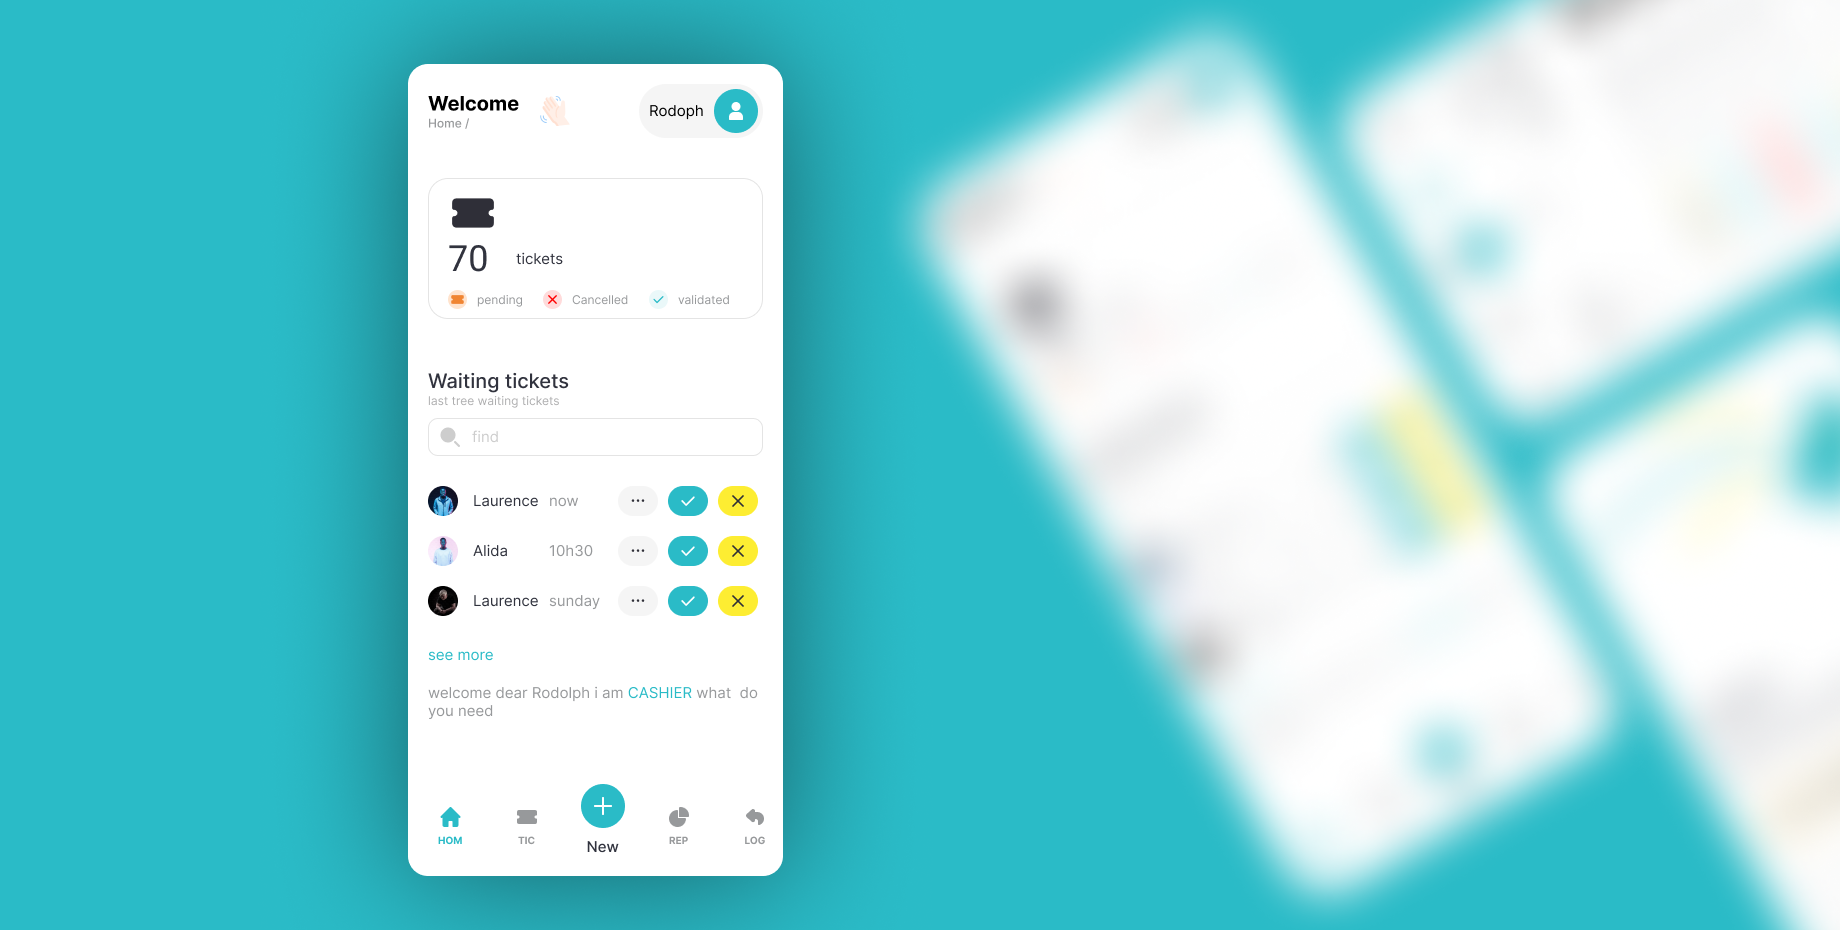 Welcome
Home /
Rodoph
70 tickets
pending Cancelled validated
Waiting tickets
last tree waiting tickets
find
Laurence now
Alida 10h30
Laurence sunday
see more
welcome dear Rodolph i am CASHIER what do
you need
HOM TIC New REP LOG